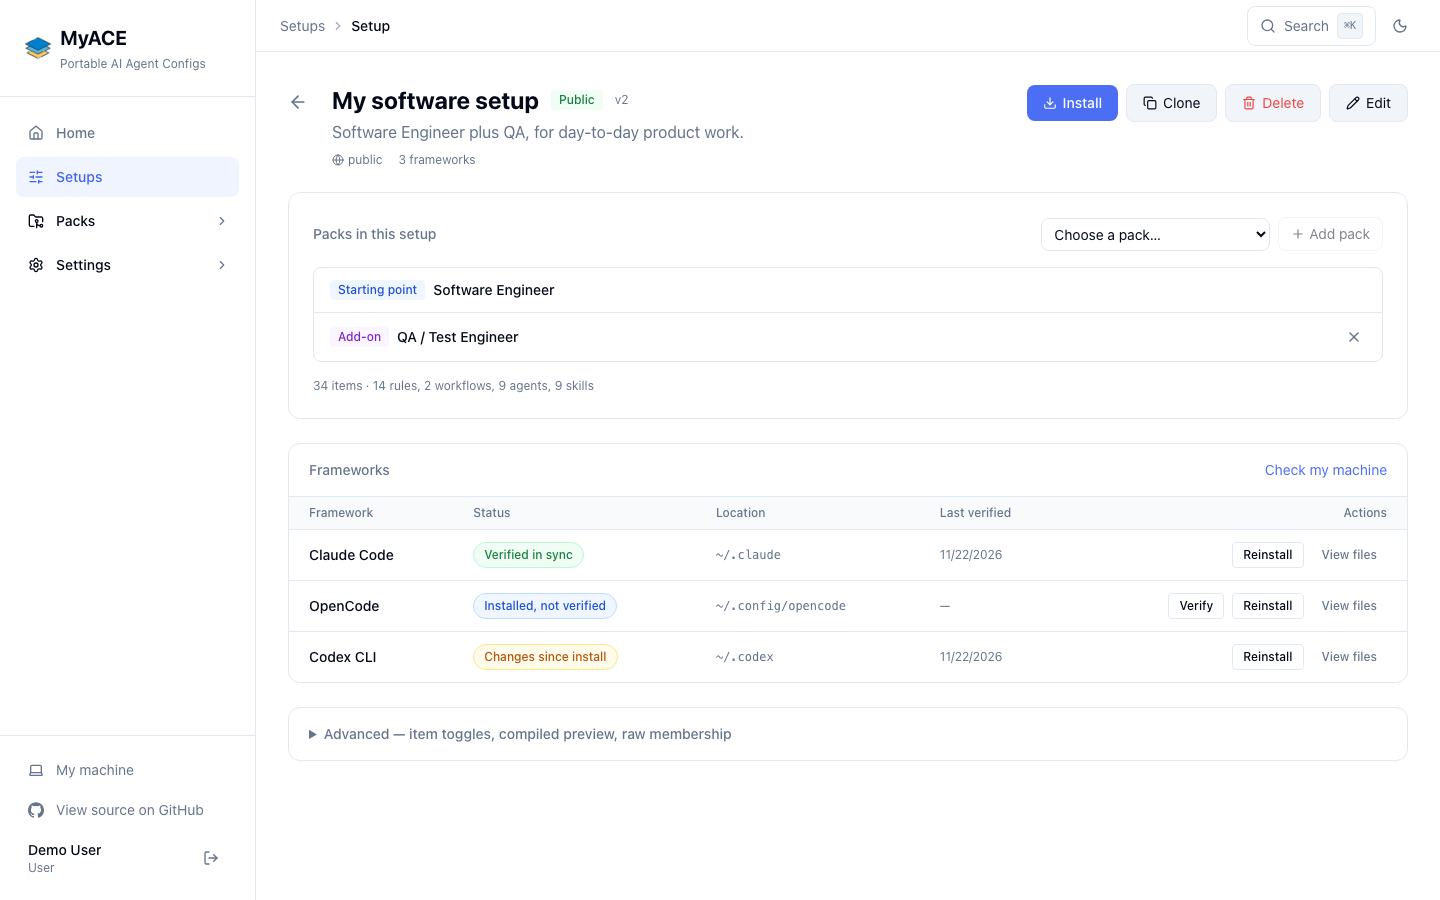 MyACE
Portable AI Agent Configs
Home
Setups
Packs
Settings
My machine
View source on GitHub
Demo User
User
Setups > Setup
Search ⌘K
My software setup Public v2
Software Engineer plus QA, for day-to-day product work.
public 3 frameworks
Install Clone Delete Edit
Packs in this setup
Choose a pack... + Add pack
Starting point Software Engineer
Add-on QA / Test Engineer
34 items · 14 rules, 2 workflows, 9 agents, 9 skills
Frameworks Check my machine
Framework Status Location Last verified Actions
Claude Code Verified in sync ~/.claude 11/22/2026 Reinstall View files
OpenCode Installed, not verified ~/.config/opencode — Verify Reinstall View files
Codex CLI Changes since install ~/.codex 11/22/2026 Reinstall View files
Advanced — item toggles, compiled preview, raw membership